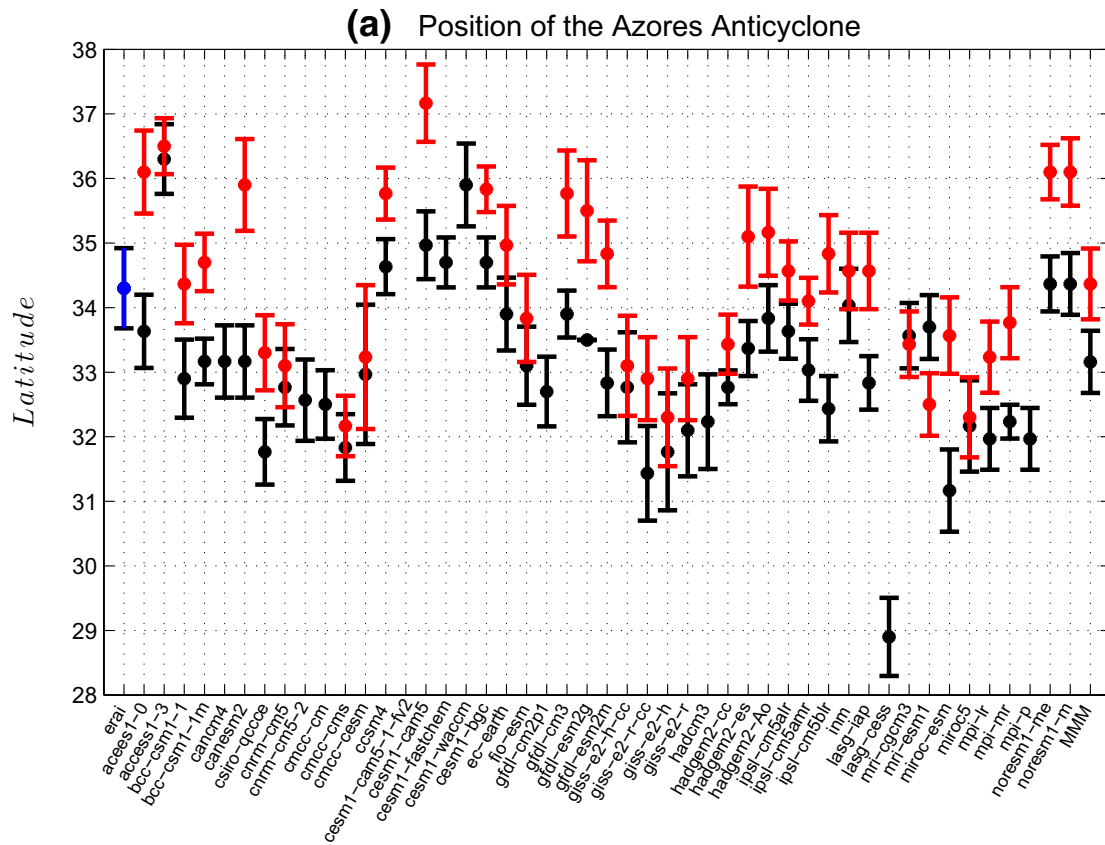 (a) Position of the Azores Anticyclone
38
37
36
35
34
33
32
31
30
29
28
Latitude
erai
acees1-0
access1-3
bcc-csm1-1
bcc-csm1-1m
cancm4
canesm2
csiro-qccce
cnrm-cm5
cnrm-cm5-2
cmcc-cm
cmcc-cms
cmcc-cesm
ccsm4
cesm1-cam5-1-fv2
cesm1-cam5
cesm1-fastchem
cesm1-waccm
cesm1-bgc
ec-earth
fio-esm
gfdl-cm2p1
gfdl-cm3
gfdl-esm2g
gfdl-esm2m
giss-e2-h-cc
giss-e2-r-cc
giss-e2-h
giss-e2-r
hadcm3
hadgem2-cc
hadgem2-es
hadgem2-Ao
ipsl-cm5alr
ipsl-cm5amr
ipsl-cm5blr
inm
lasg-iap
lasg-cess
mri-cgcm3
mri-esm1
miroc-esm
miroc5
mpi-lr
mpi-mr
mpi-p
noresm1-me
noresm1-m
MMM